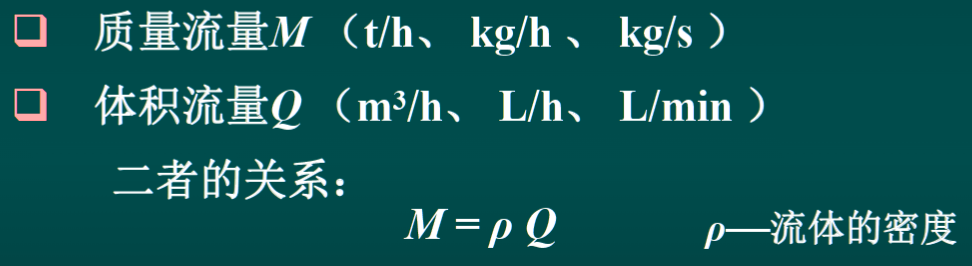 ❑ 质量流量M （t/h、 kg/h 、 kg/s ）
❑ 体积流量Q （m³/h、 L/h、 L/min ）
二者的关系：
M = ρ Q ρ—流体的密度